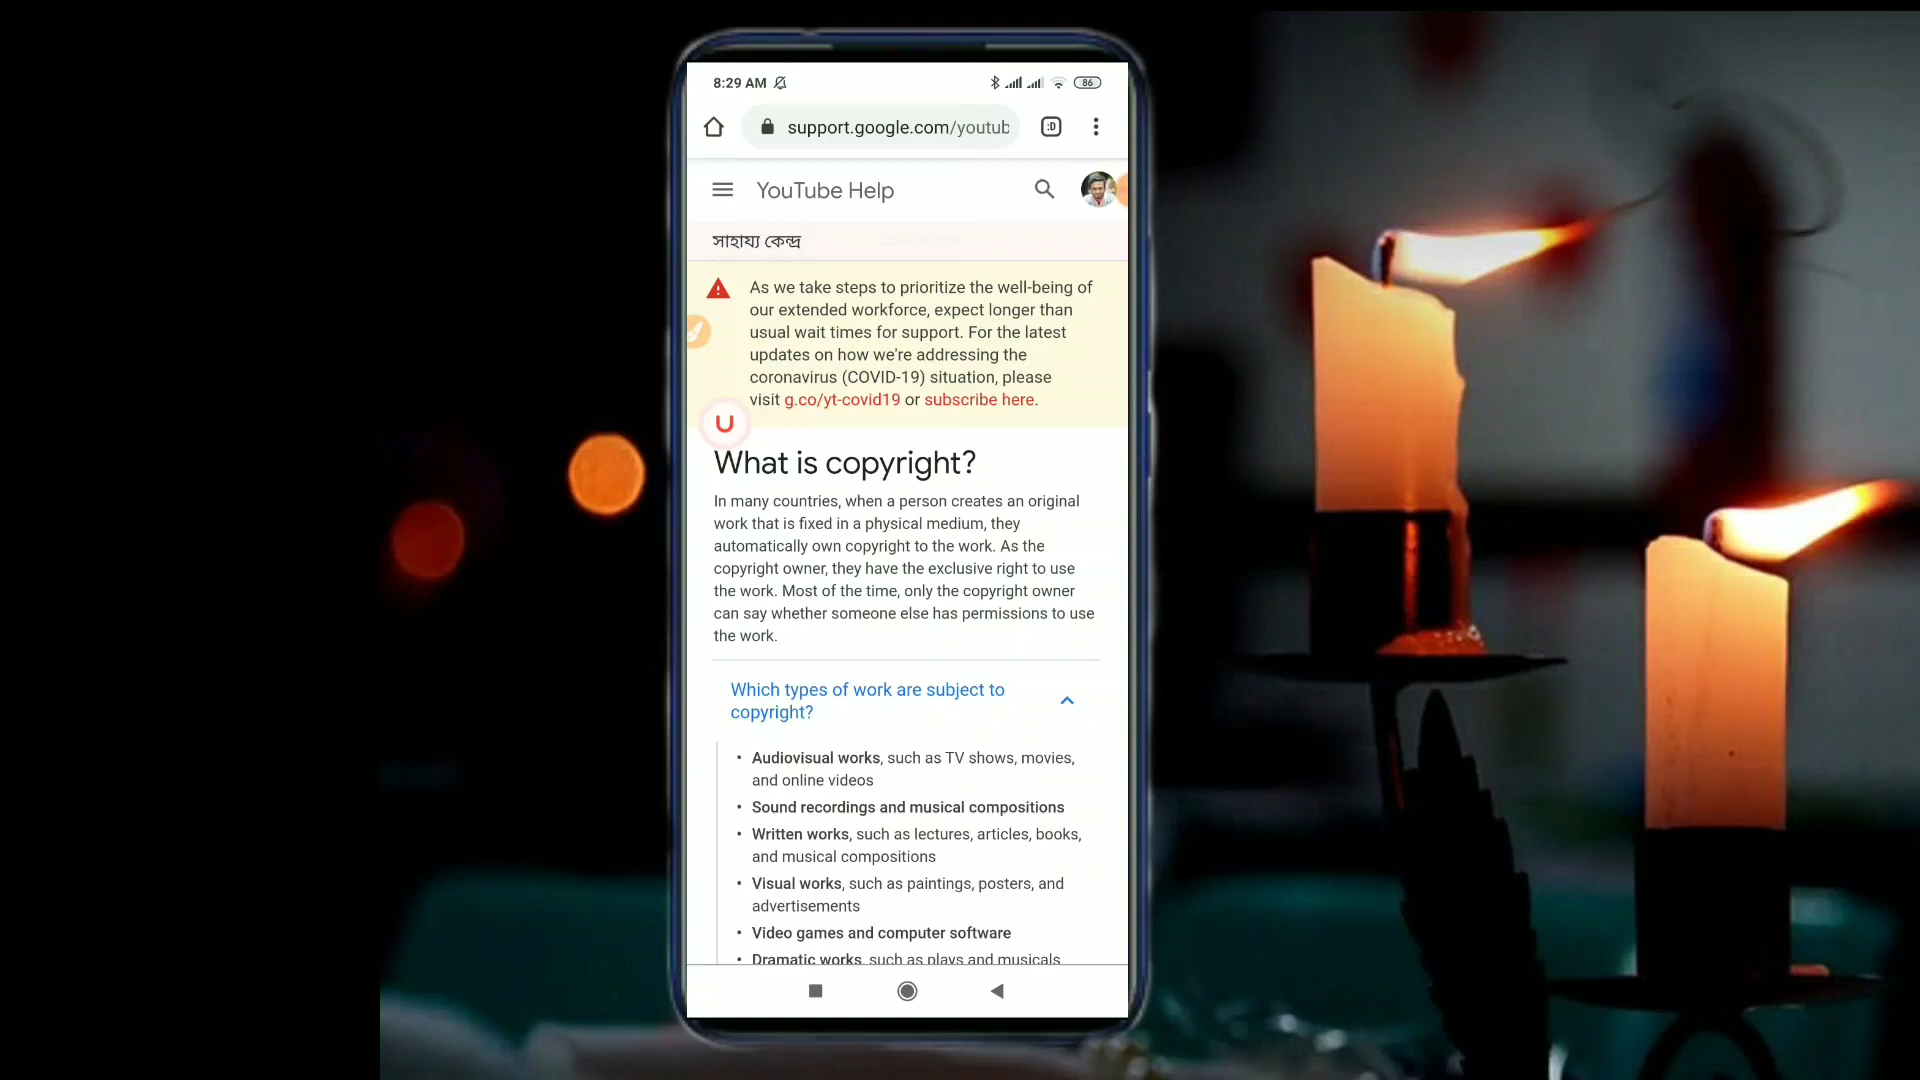 8:29 AM
86
support.google.com/youtub
:D
YouTube Help
সাহায্য কেন্দ্র
As we take steps to prioritize the well-being of
our extended workforce, expect longer than
usual wait times for support. For the latest
updates on how we're addressing the
coronavirus (COVID-19) situation, please
visit g.co/yt-covid19 or subscribe here.
U
What is copyright?
In many countries, when a person creates an original
work that is fixed in a physical medium, they
automatically own copyright to the work. As the
copyright owner, they have the exclusive right to use
the work. Most of the time, only the copyright owner
can say whether someone else has permissions to use
the work.
Which types of work are subject to
copyright?
• Audiovisual works, such as TV shows, movies,
and online videos
• Sound recordings and musical compositions
• Written works, such as lectures, articles, books,
and musical compositions
• Visual works, such as paintings, posters, and
advertisements
• Video games and computer software
• Dramatic works, such as plays and musicals